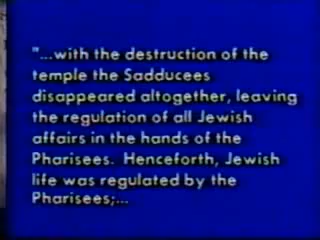 "...with the destruction of the
temple the Sadducees
disappeared altogether, leaving
the regulation of all Jewish
affairs in the hands of the
Pharisees. Henceforth, Jewish
life was regulated by the
Pharisees;...